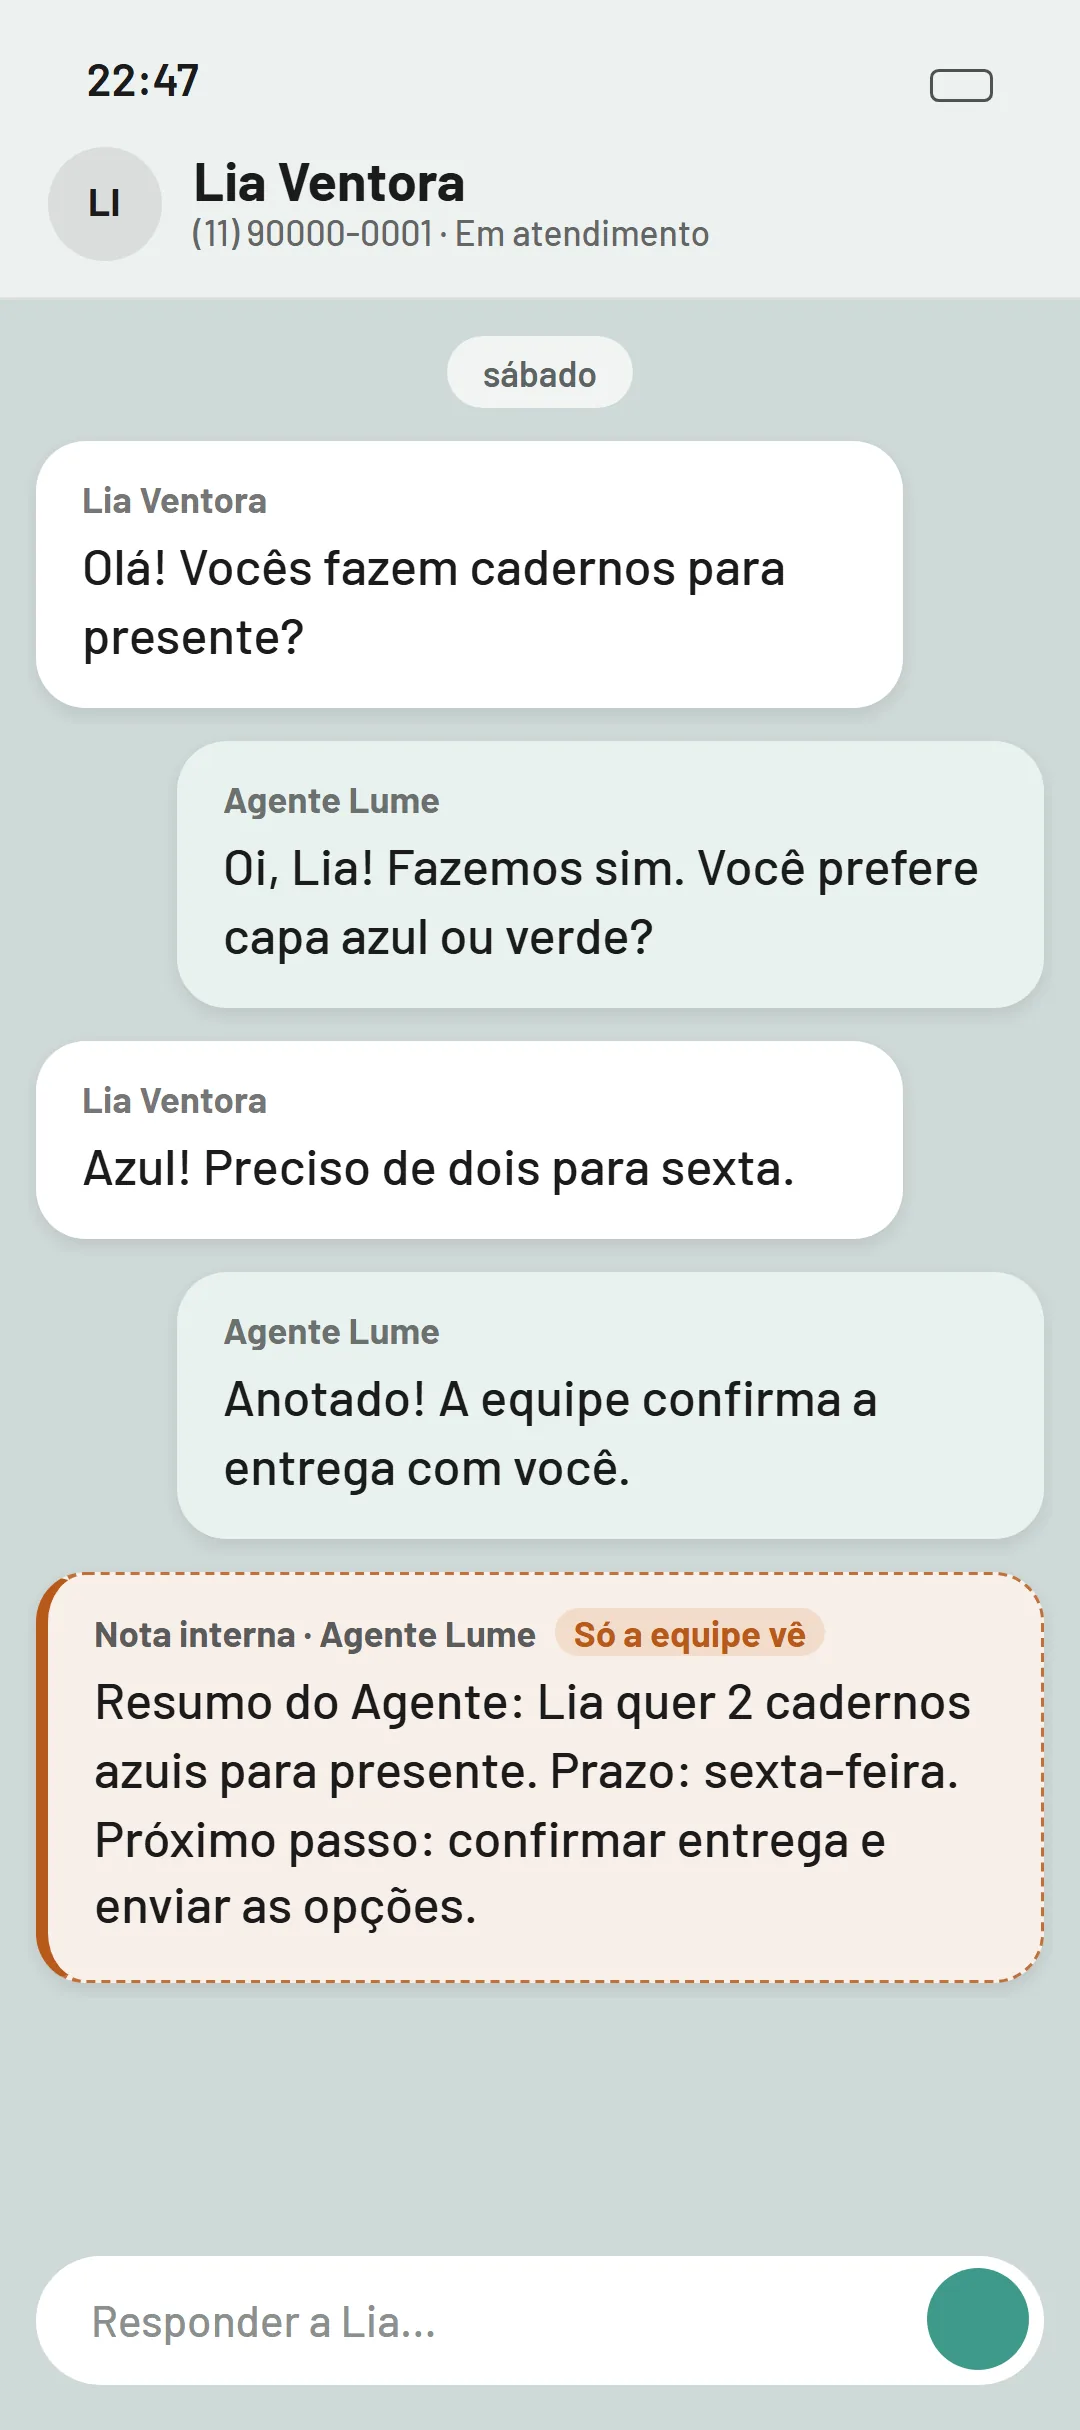 22:47
LI
Lia Ventora
(11) 90000-0001 · Em atendimento
sábado
Lia Ventora
Olá! Vocês fazem cadernos para
presente?
Agente Lume
Oi, Lia! Fazemos sim. Você prefere
capa azul ou verde?
Lia Ventora
Azul! Preciso de dois para sexta.
Agente Lume
Anotado! A equipe confirma a
entrega com você.
Nota interna · Agente Lume Só a equipe vê
Resumo do Agente: Lia quer 2 cadernos
azuis para presente. Prazo: sexta-feira.
Próximo passo: confirmar entrega e
enviar as opções.
Responder a Lia...